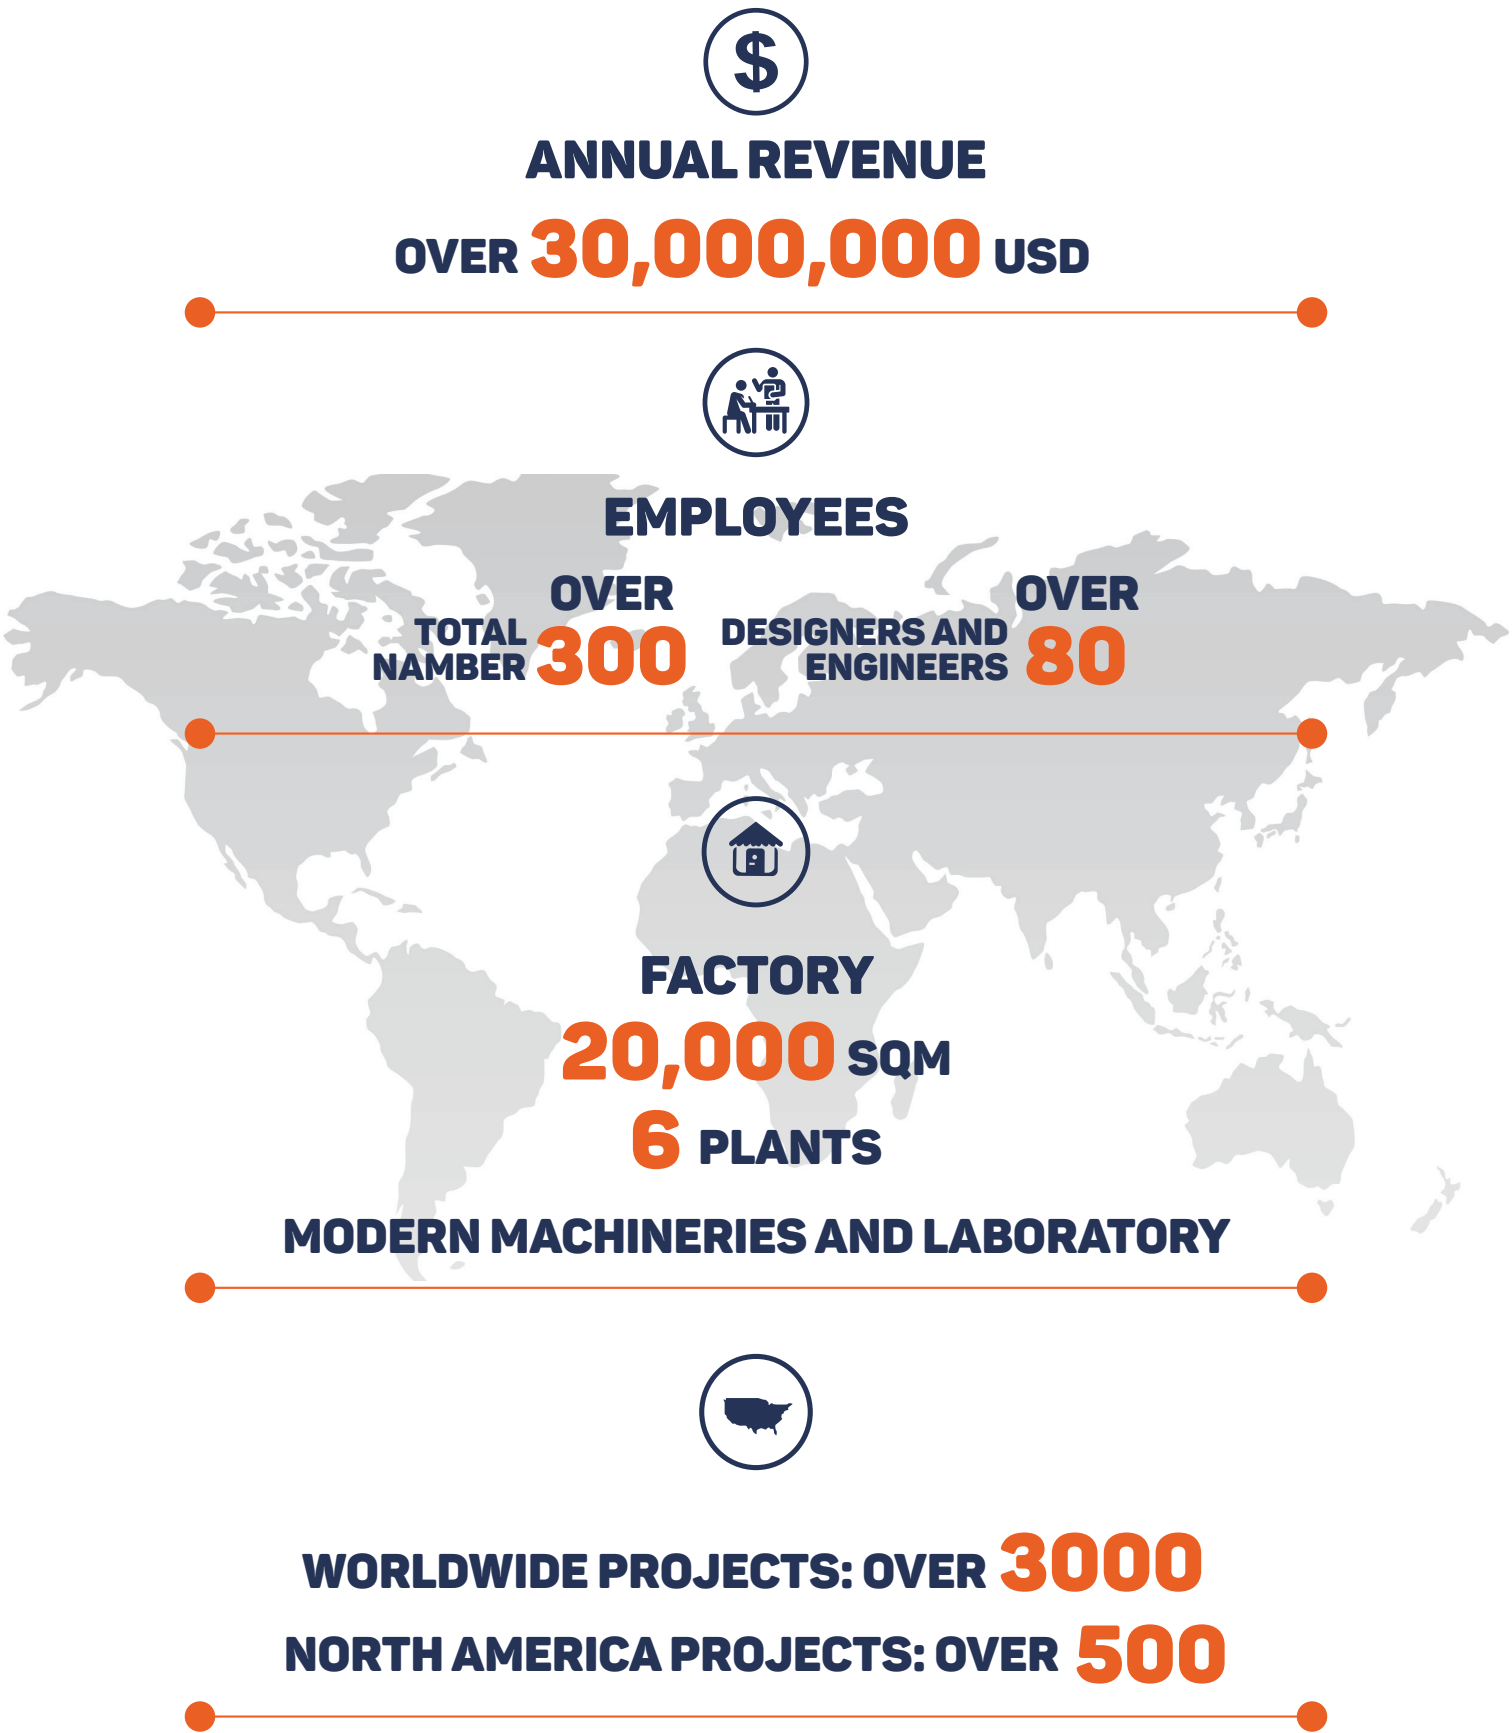 $
ANNUAL REVENUE
OVER 30,000,000 USD
EMPLOYEES
OVER
TOTAL
NAMBER 300
OVER
DESIGNERS AND
ENGINEERS 80
FACTORY
20,000 SQM
6 PLANTS
MODERN MACHINERIES AND LABORATORY
WORLDWIDE PROJECTS: OVER 3000
NORTH AMERICA PROJECTS: OVER 500